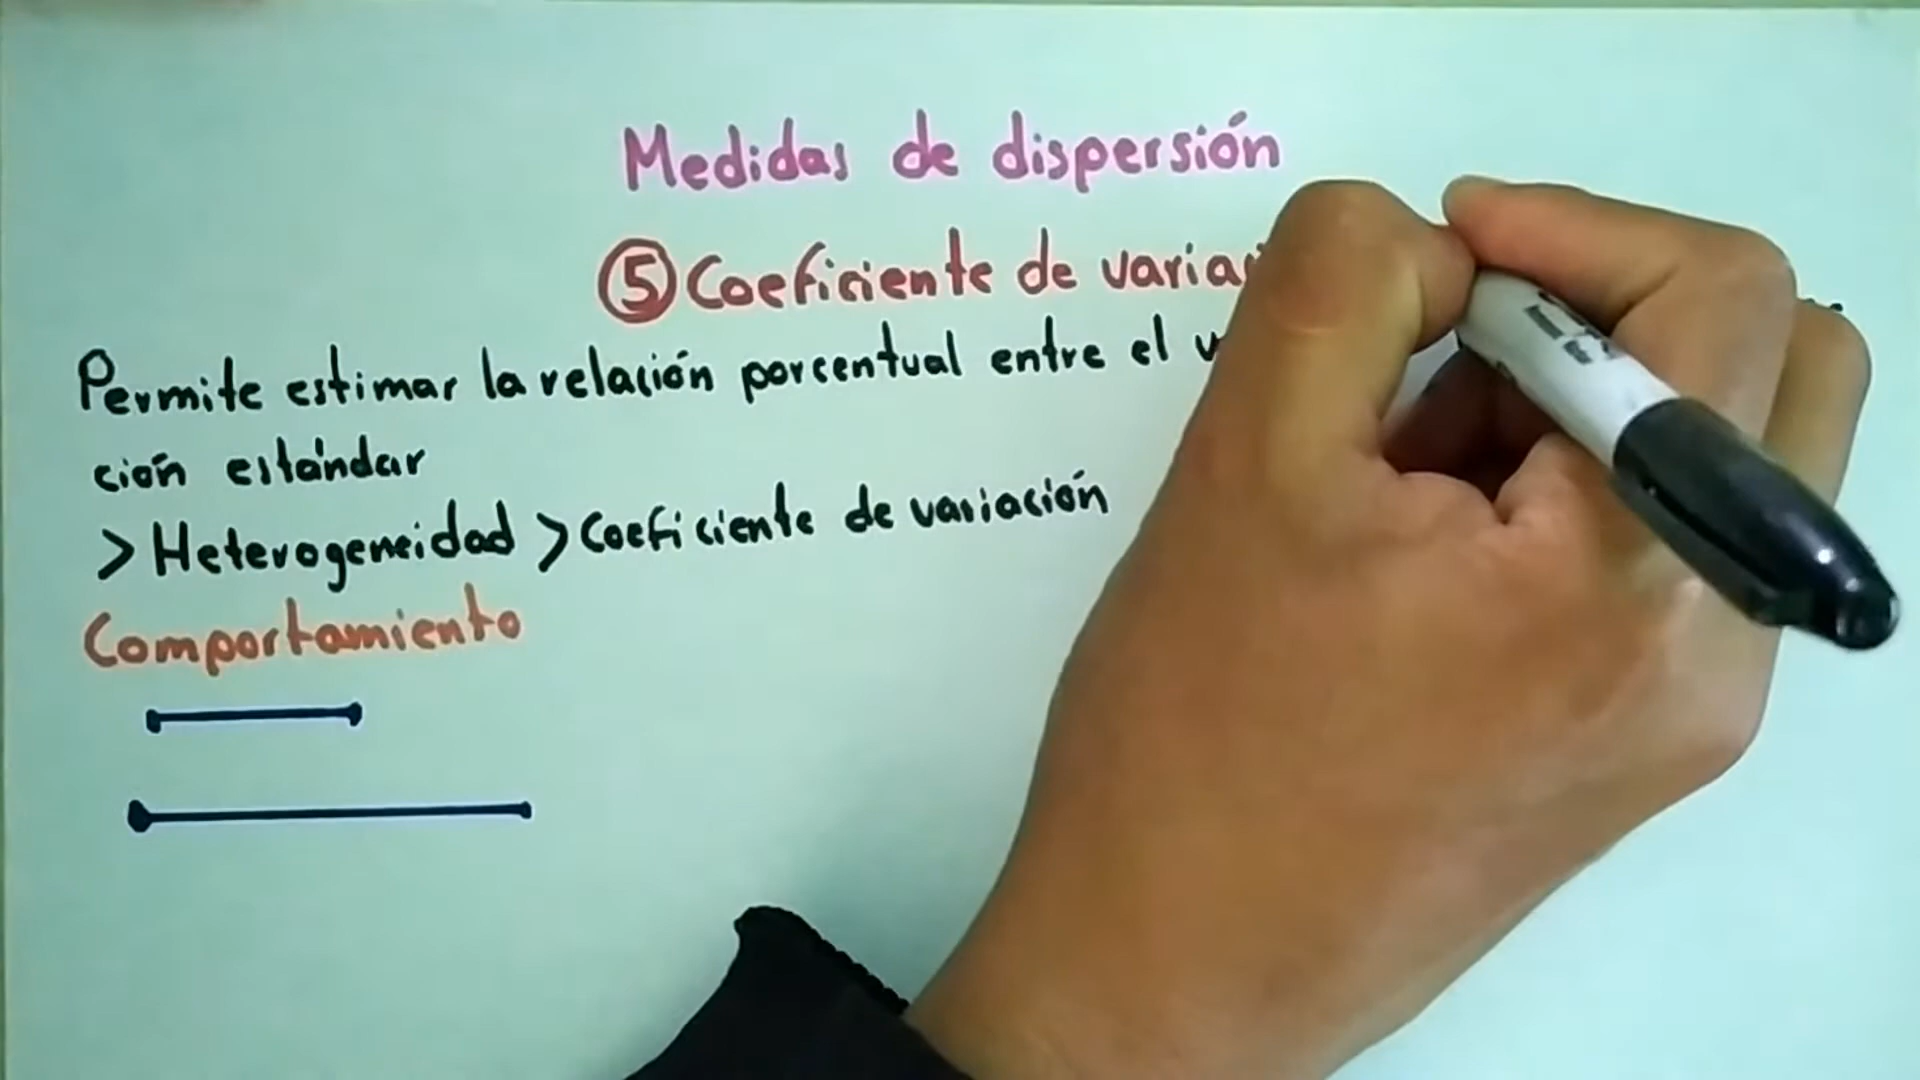 Medidas de dispersión
⑤ Coeficiente de
Permite estimar la relación porcentual entre el
ción estándar
> Heterogeneidad > Coeficiente de variación
Comportamiento